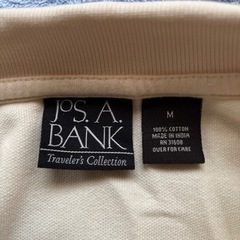 JOS. A.
BANK
Traveler's Collection
M
100% COTTON
MADE IN INDIA
RN 31608
OVER FOR CARE